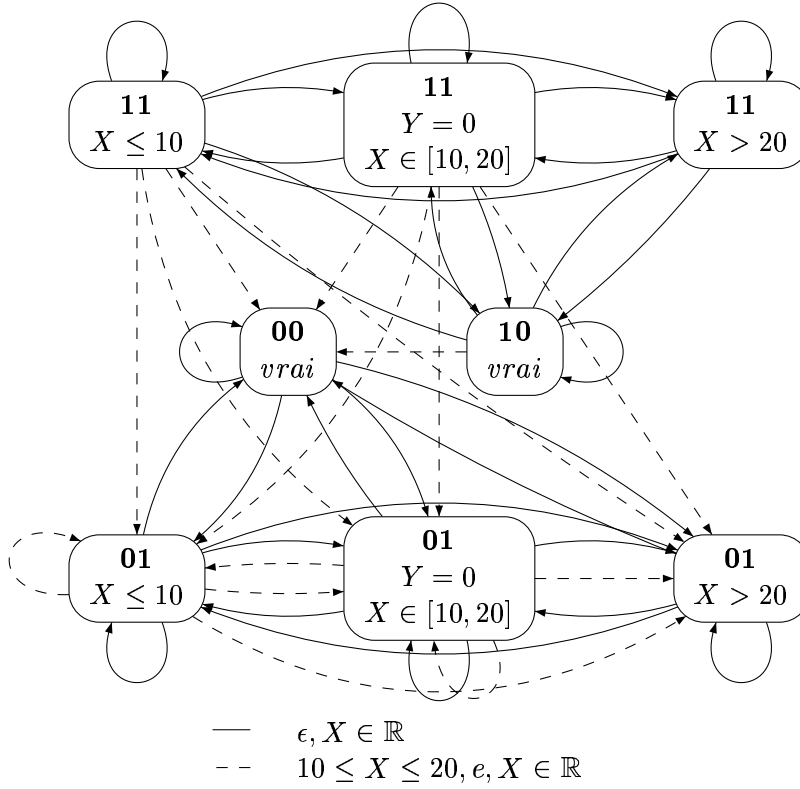 11
X ≤ 10
11
Y = 0
X ∈ [10, 20]
11
X > 20
00
vrai
10
vrai
01
X ≤ 10
01
Y = 0
X ∈ [10, 20]
01
X > 20
ϵ, X ∈ ℝ
10 ≤ X ≤ 20, e, X ∈ ℝ